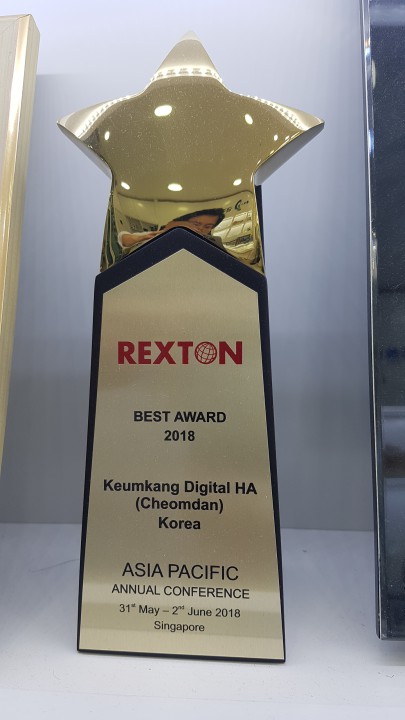 REXTON
BEST AWARD
2018
Keumkang Digital HA
(Cheomdan)
Korea
ASIA PACIFIC
ANNUAL CONFERENCE
31st May – 2nd June 2018
Singapore